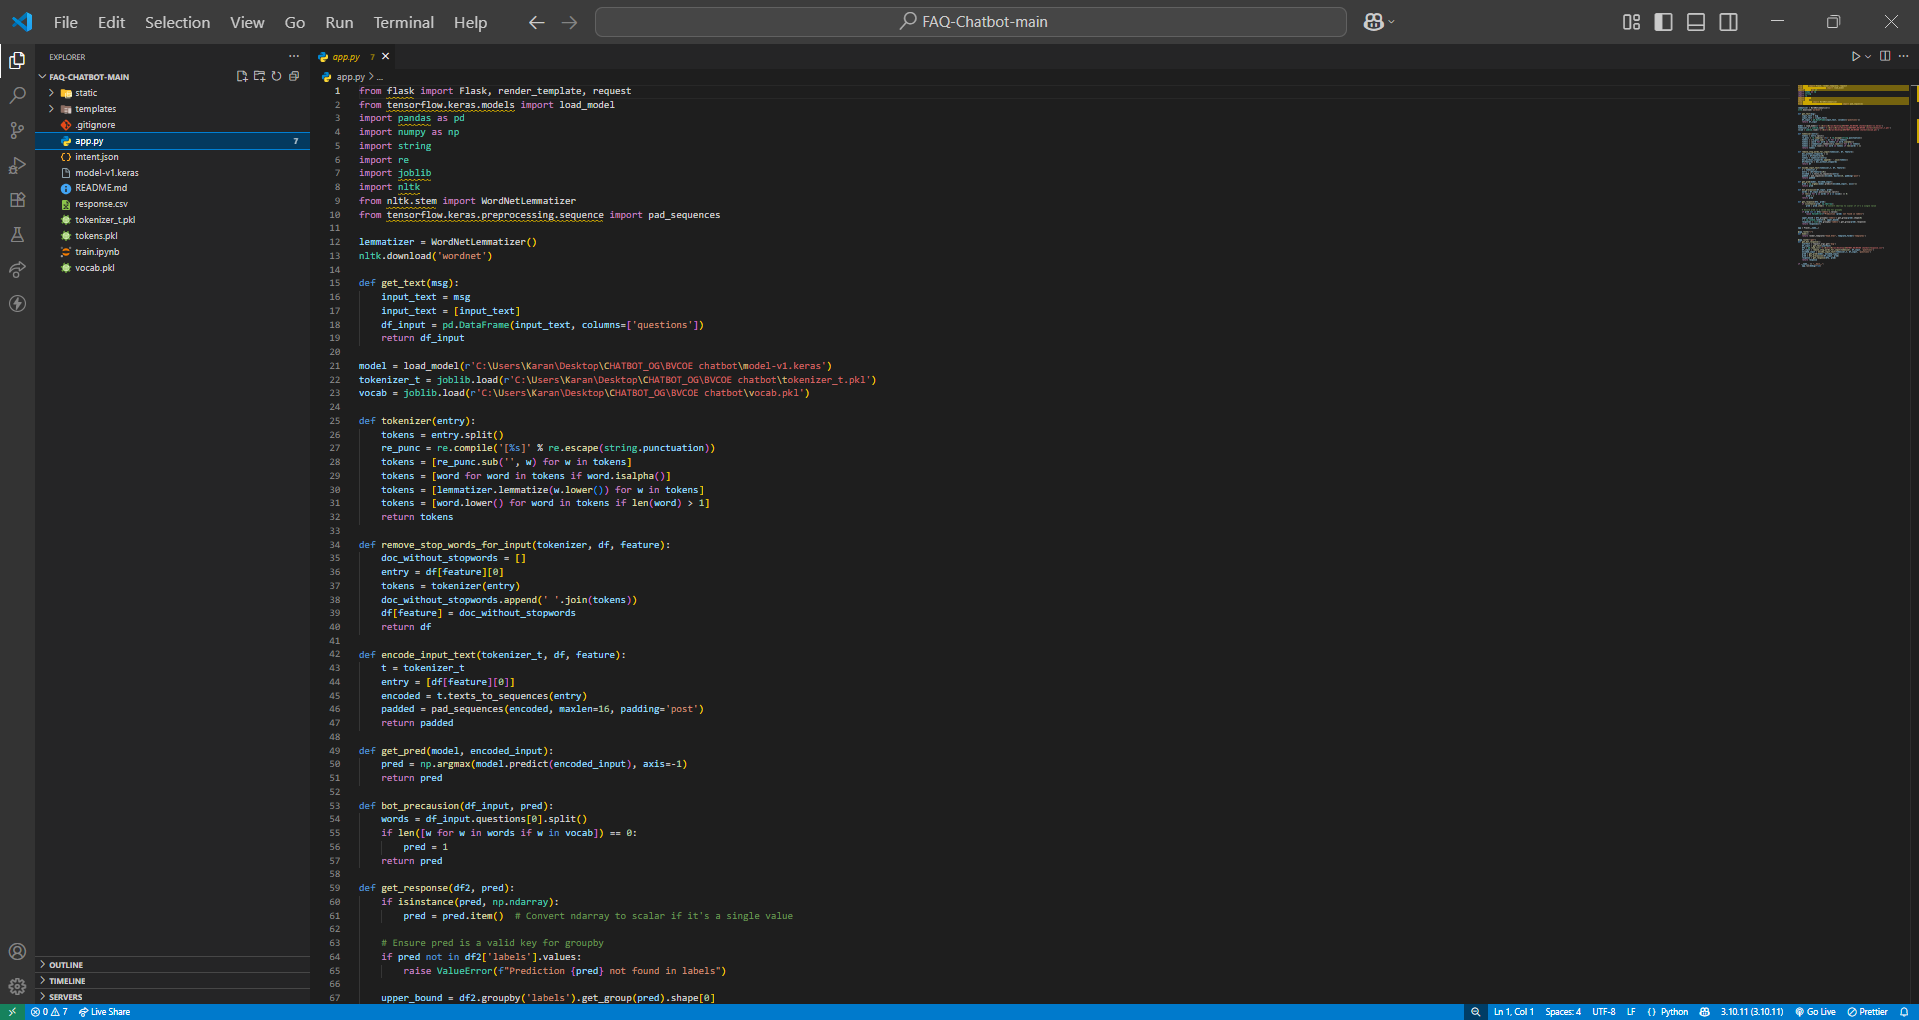 File Edit Selection View Go Run Terminal Help
FAQ-Chatbot-main
EXPLORER
FAQ-CHATBOT-MAIN
static
templates
.gitignore
app.py 7
intent.json
model-v1.keras
README.md
response.csv
tokenizer_t.pkl
tokens.pkl
train.ipynb
vocab.pkl
OUTLINE
TIMELINE
SERVERS
app.py 7
app.py > ...
1 from flask import Flask, render_template, request
2 from tensorflow.keras.models import load_model
3 import pandas as pd
4 import numpy as np
5 import string
6 import re
7 import joblib
8 import nltk
9 from nltk.stem import WordNetLemmatizer
10 from tensorflow.keras.preprocessing.sequence import pad_sequences
11
12 lemmatizer = WordNetLemmatizer()
13 nltk.download('wordnet')
14
15 def get_text(msg):
16 input_text = msg
17 input_text = [input_text]
18 df_input = pd.DataFrame(input_text, columns=['questions'])
19 return df_input
20
21 model = load_model(r'C:\Users\Karan\Desktop\CHATBOT_OG\BVCOE chatbot\model-v1.keras')
22 tokenizer_t = joblib.load(r'C:\Users\Karan\Desktop\CHATBOT_OG\BVCOE chatbot\tokenizer_t.pkl')
23 vocab = joblib.load(r'C:\Users\Karan\Desktop\CHATBOT_OG\BVCOE chatbot\vocab.pkl')
24
25 def tokenizer(entry):
26 tokens = entry.split()
27 re_punc = re.compile('[%s]' % re.escape(string.punctuation))
28 tokens = [re_punc.sub('', w) for w in tokens]
29 tokens = [word for word in tokens if word.isalpha()]
30 tokens = [lemmatizer.lemmatize(w.lower()) for w in tokens]
31 tokens = [word.lower() for word in tokens if len(word) > 1]
32 return tokens
33
34 def remove_stop_words_for_input(tokenizer, df, feature):
35 doc_without_stopwords = []
36 entry = df[feature][0]
37 tokens = tokenizer(entry)
38 doc_without_stopwords.append(' '.join(tokens))
39 df[feature] = doc_without_stopwords
40 return df
41
42 def encode_input_text(tokenizer_t, df, feature):
43 t = tokenizer_t
44 entry = [df[feature][0]]
45 encoded = t.texts_to_sequences(entry)
46 padded = pad_sequences(encoded, maxlen=16, padding='post')
47 return padded
48
49 def get_pred(model, encoded_input):
50 pred = np.argmax(model.predict(encoded_input), axis=-1)
51 return pred
52
53 def bot_precausion(df_input, pred):
54 words = df_input.questions[0].split()
55 if len([w for w in words if w in vocab]) == 0:
56 pred = 1
57 return pred
58
59 def get_response(df2, pred):
60 if isinstance(pred, np.ndarray):
61 pred = pred.item() # Convert ndarray to scalar if it's a single value
62
63 # Ensure pred is a valid key for groupby
64 if pred not in df2['labels'].values:
65 raise ValueError(f"Prediction {pred} not found in labels")
66
67 upper_bound = df2.groupby('labels').get_group(pred).shape[0]
0 7 Live Share
Ln 1, Col 1 Spaces: 4 UTF-8 LF {} Python 3.10.11 (3.10.11) Go Live Prettier